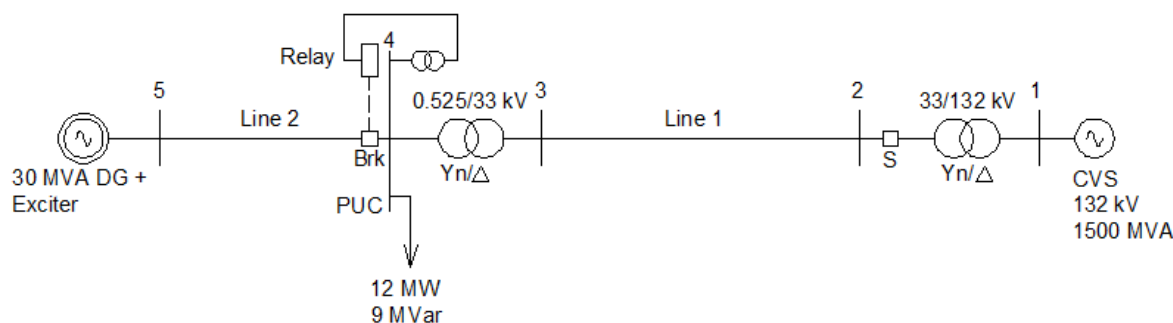 Relay
4
5
Line 2
0.525/33 kV
3
Line 1
2
33/132 kV
1
Brk
Yn/△
S
Yn/△
30 MVA DG +
Exciter
PUC
CVS
132 kV
1500 MVA
12 MW
9 MVar